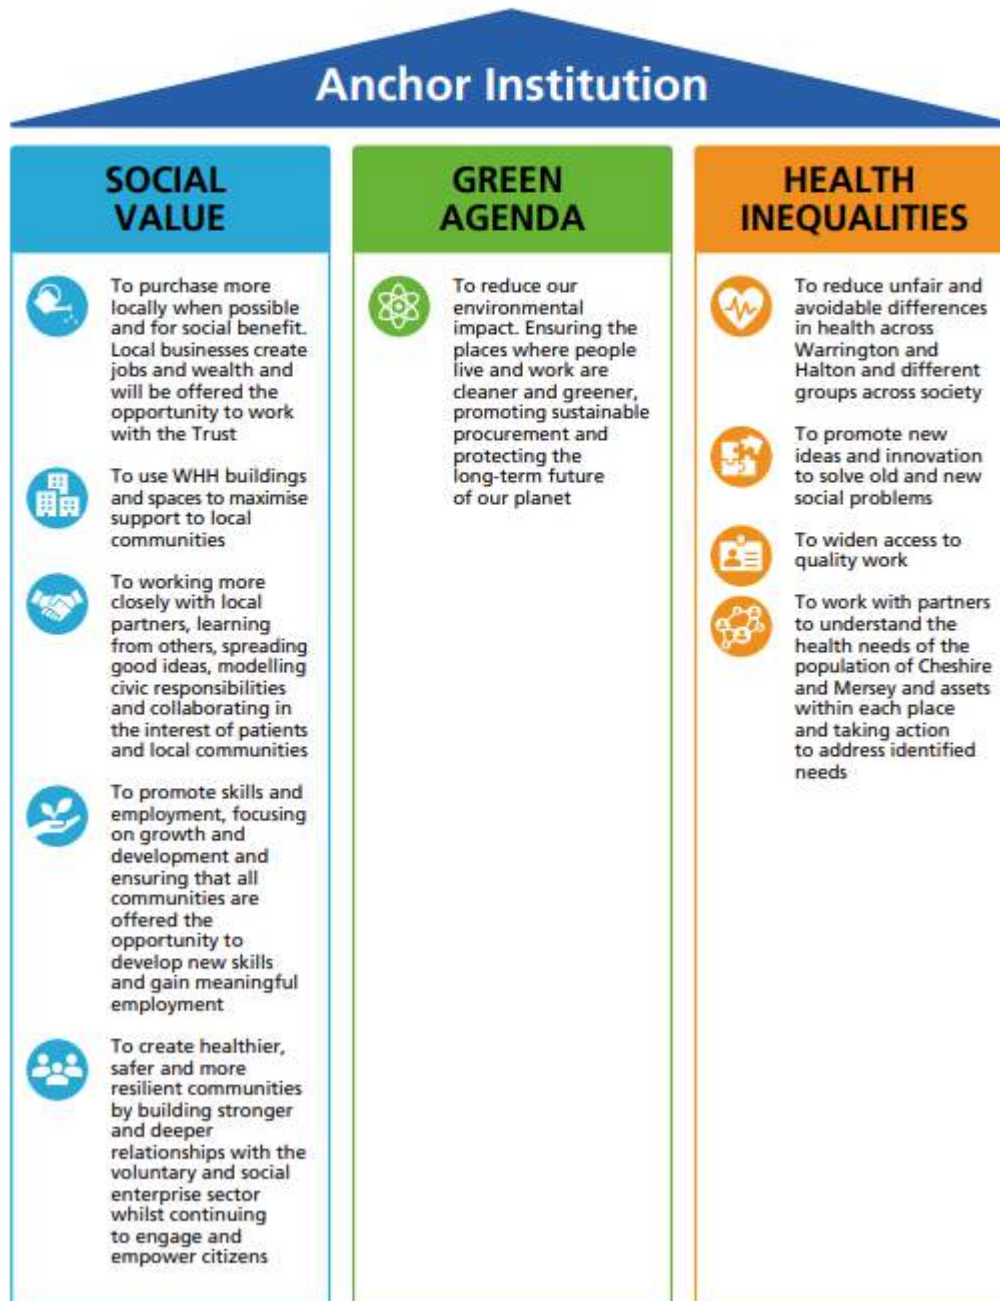 Anchor Institution
SOCIAL
VALUE
To purchase more
locally when possible
and for social benefit.
Local businesses create
jobs and wealth and
will be offered the
opportunity to work
with the Trust
To use WHH buildings
and spaces to maximise
support to local
communities
To working more
closely with local
partners, learning
from others, spreading
good ideas, modelling
civic responsibilities
and collaborating in
the interest of patients
and local communities
To promote skills and
employment, focusing
on growth and
development and
ensuring that all
communities are
offered the
opportunity to
develop new skills
and gain meaningful
employment
To create healthier,
safer and more
resilient communities
by building stronger
and deeper
relationships with the
voluntary and social
enterprise sector
whilst continuing
to engage and
empower citizens
GREEN
AGENDA
To reduce our
environmental
impact. Ensuring the
places where people
live and work are
cleaner and greener,
promoting sustainable
procurement and
protecting the
long-term future
of our planet
HEALTH
INEQUALITIES
To reduce unfair and
avoidable differences
in health across
Warrington and
Halton and different
groups across society
To promote new
ideas and innovation
to solve old and new
social problems
To widen access to
quality work
To work with partners
to understand the
health needs of the
population of Cheshire
and Mersey and assets
within each place
and taking action
to address identified
needs